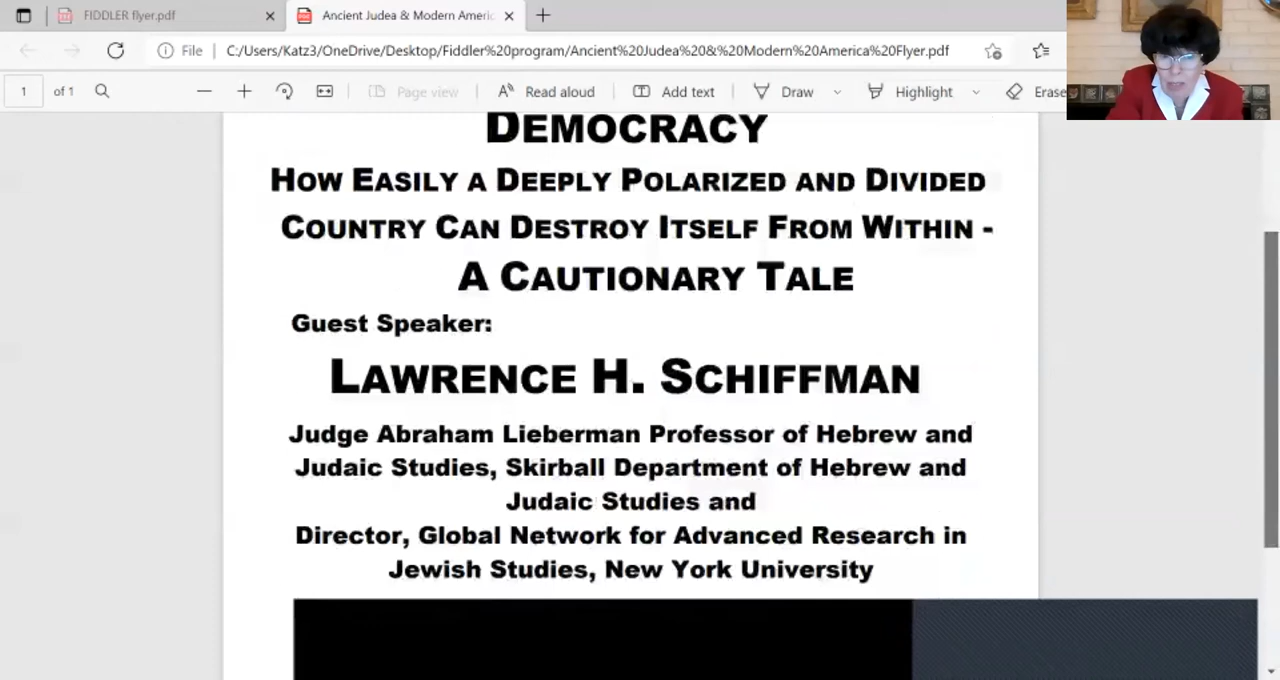 FIDDLER flyer.pdf
Ancient Judea & Modern Americ
File C:/Users/Katz3/OneDrive/Desktop/Fiddler%20program/Ancient%20Judea%20&%20Modern%20America%20Flyer.pdf
1 of 1 Page view Read aloud Add text Draw Highlight Erase
DEMOCRACY
HOW EASILY A DEEPLY POLARIZED AND DIVIDED
COUNTRY CAN DESTROY ITSELF FROM WITHIN -
A CAUTIONARY TALE
Guest Speaker:
LAWRENCE H. SCHIFFMAN
Judge Abraham Lieberman Professor of Hebrew and
Judaic Studies, Skirball Department of Hebrew and
Judaic Studies and
Director, Global Network for Advanced Research in
Jewish Studies, New York University